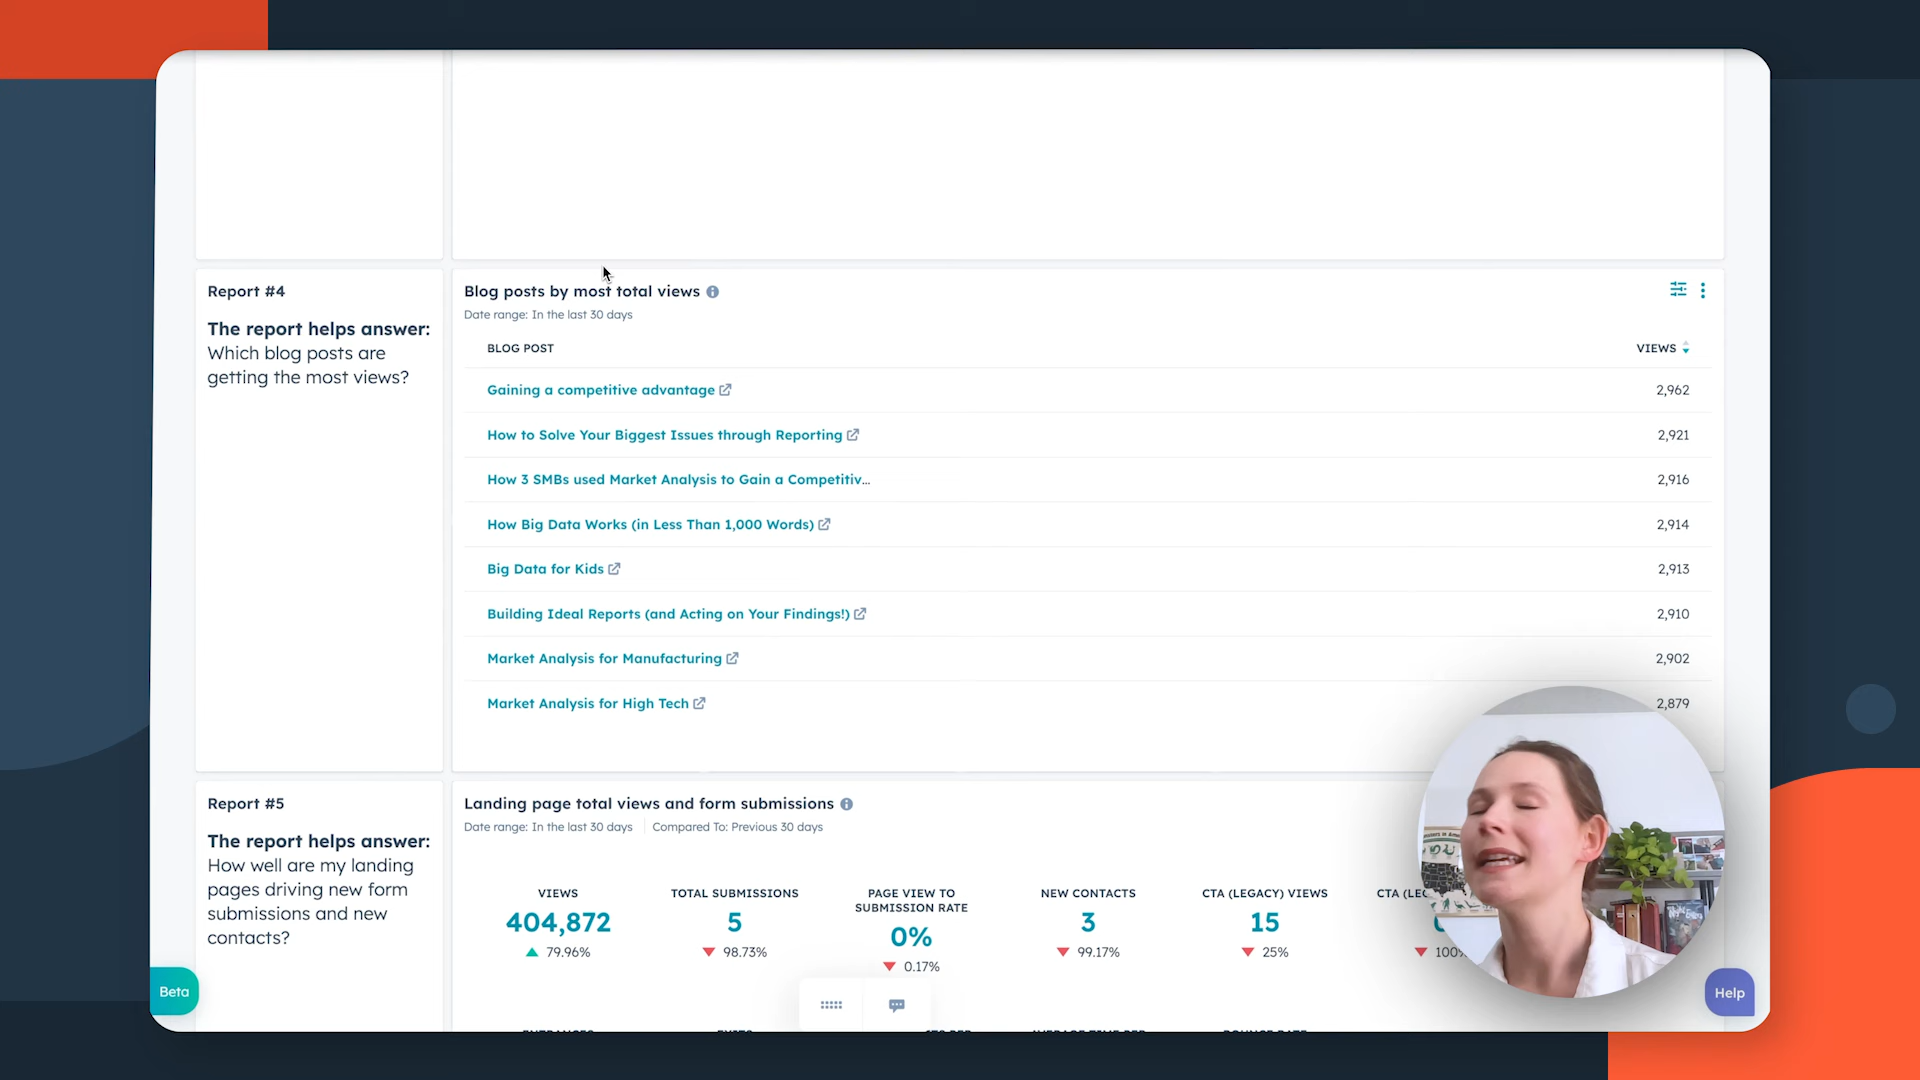 Report #4
The report helps answer:
Which blog posts are
getting the most views?
Blog posts by most total views
Date range: In the last 30 days
BLOG POST VIEWS
Gaining a competitive advantage 2,962
How to Solve Your Biggest Issues through Reporting 2,921
How 3 SMBs used Market Analysis to Gain a Competitiv... 2,916
How Big Data Works (in Less Than 1,000 Words) 2,914
Big Data for Kids 2,913
Building Ideal Reports (and Acting on Your Findings!) 2,910
Market Analysis for Manufacturing 2,902
Market Analysis for High Tech 2,879
Report #5
The report helps answer:
How well are my landing
pages driving new form
submissions and new
contacts?
Landing page total views and form submissions
Date range: In the last 30 days Compared To: Previous 30 days
VIEWS
404,872
79.96%
TOTAL SUBMISSIONS
5
98.73%
PAGE VIEW TO
SUBMISSION RATE
0%
0.17%
NEW CONTACTS
3
99.17%
CTA (LEGACY) VIEWS
15
25%
CTA
100%
Beta
Help